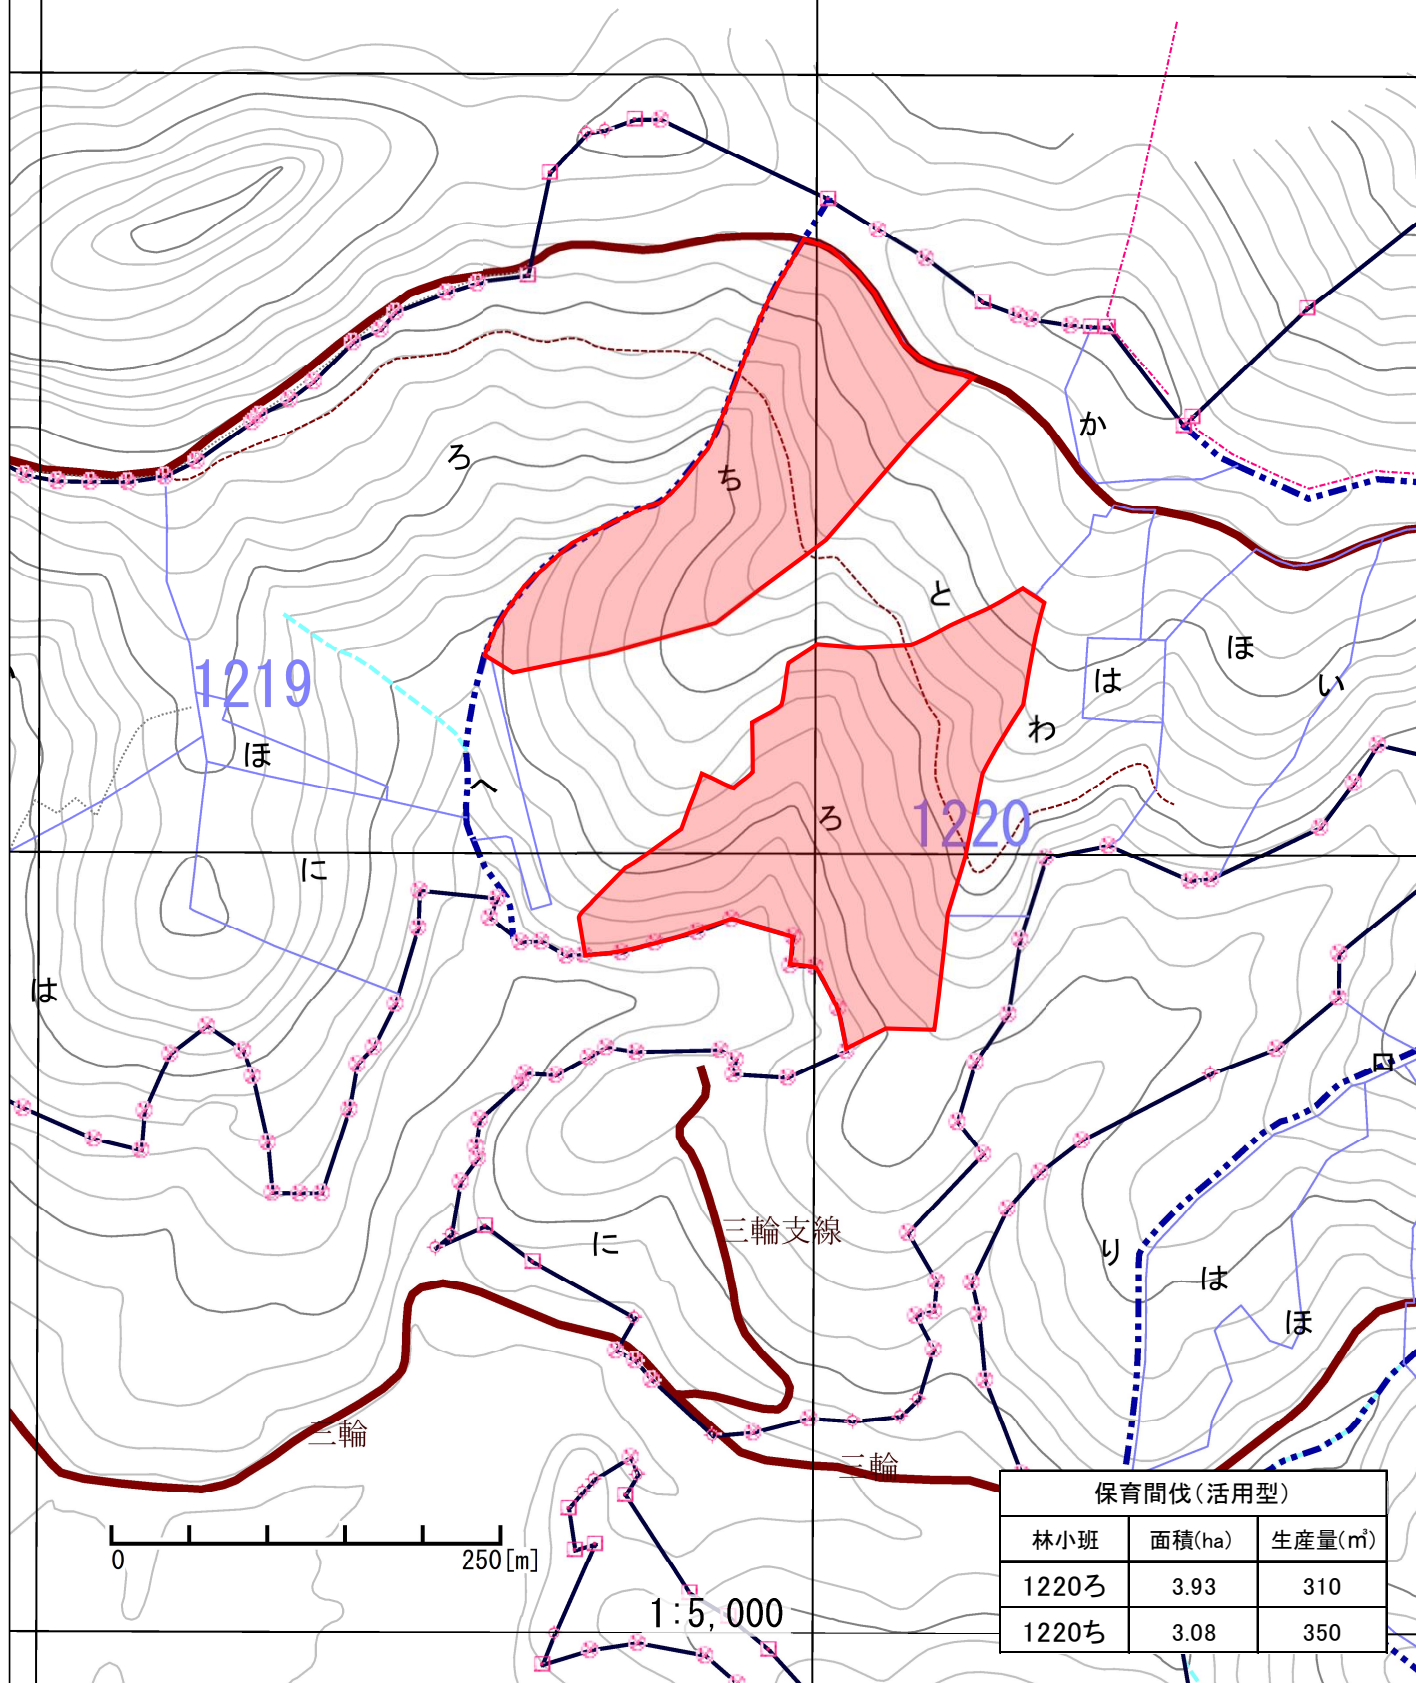 か
ろ
ち
と
ほ
は
い
1219
わ
ほ
へ
ろ
1220
に
は
ロ
三輪支線
に
り
は
ほ
三輪
三輪
0 250[m]
1:5,000
保育間伐(活用型)
林小班 面積(ha) 生産量(㎥)
1220ろ 3.93 310
1220ち 3.08 350